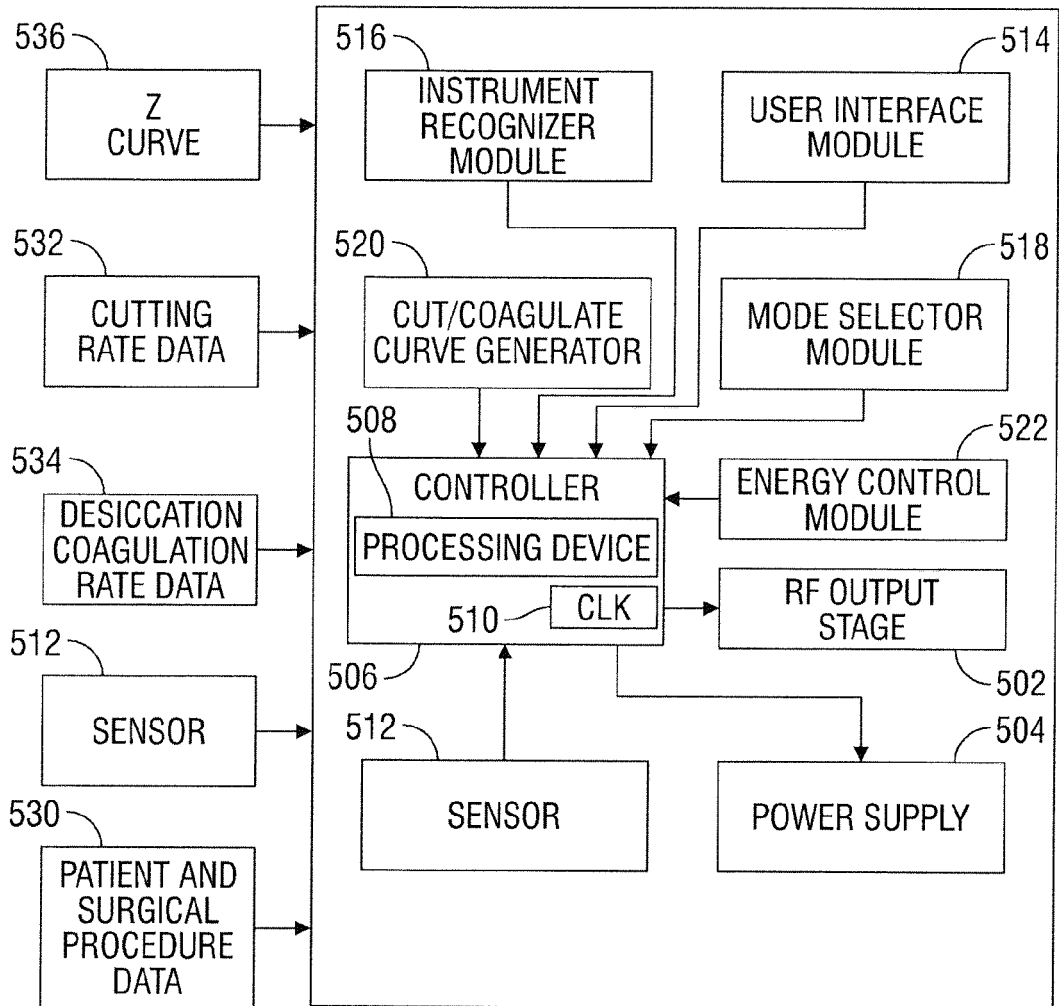 536
Z
CURVE
516
INSTRUMENT
RECOGNIZER
MODULE
514
USER INTERFACE
MODULE
532
CUTTING
RATE DATA
520
CUT/COAGULATE
CURVE GENERATOR
518
MODE SELECTOR
MODULE
534
DESICCATION
COAGULATION
RATE DATA
508
CONTROLLER
PROCESSING DEVICE
510
CLK
506
522
ENERGY CONTROL
MODULE
RF OUTPUT
STAGE
502
512
SENSOR
512
SENSOR
504
POWER SUPPLY
530
PATIENT AND
SURGICAL
PROCEDURE
DATA